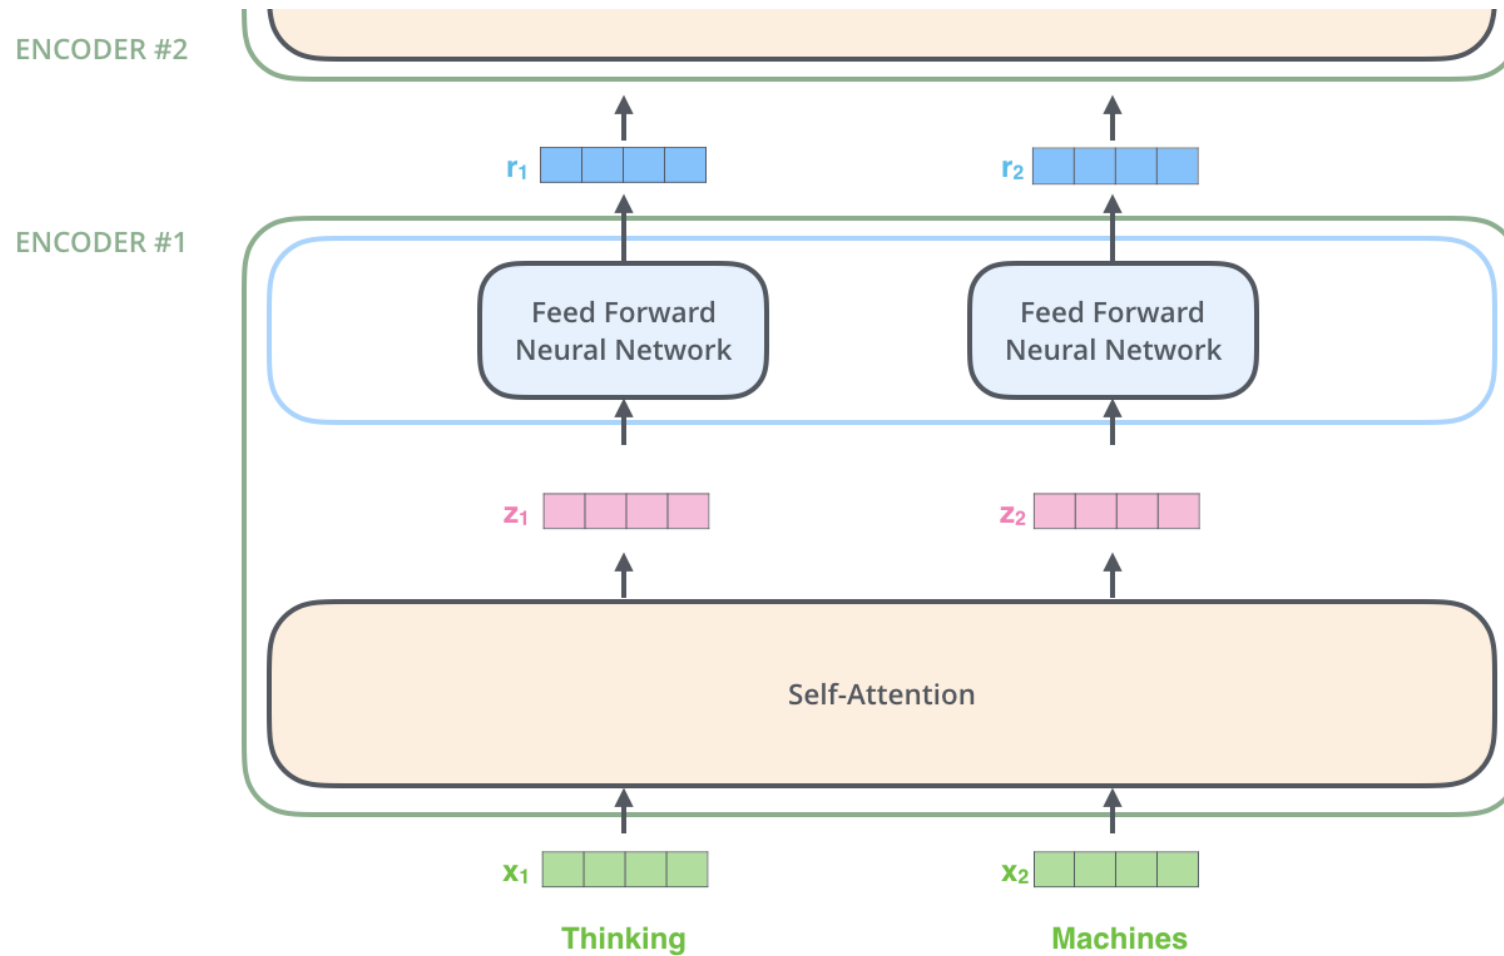 ENCODER #2
r₁
r₂
ENCODER #1
Feed Forward
Neural Network
Feed Forward
Neural Network
z₁
z₂
Self-Attention
x₁
x₂
Thinking
Machines